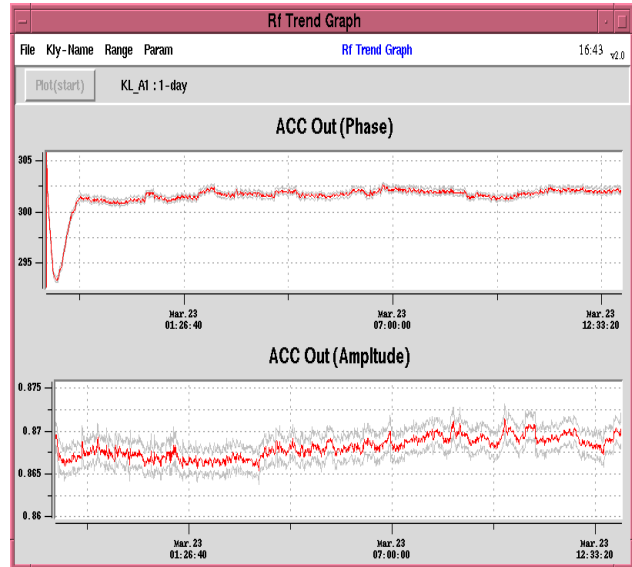 Rf Trend Graph
File Kly-Name Range Param Rf Trend Graph 16:43 v2.0
Plot(start) KL_A1 : 1-day
ACC Out (Phase)
305
300
295
Mar.23 Mar.23 Mar.23
01:26:40 07:00:00 12:33:20
ACC Out (Ampltude)
0.875
0.87
0.865
0.86
Mar.23 Mar.23 Mar.23
01:26:40 07:00:00 12:33:20